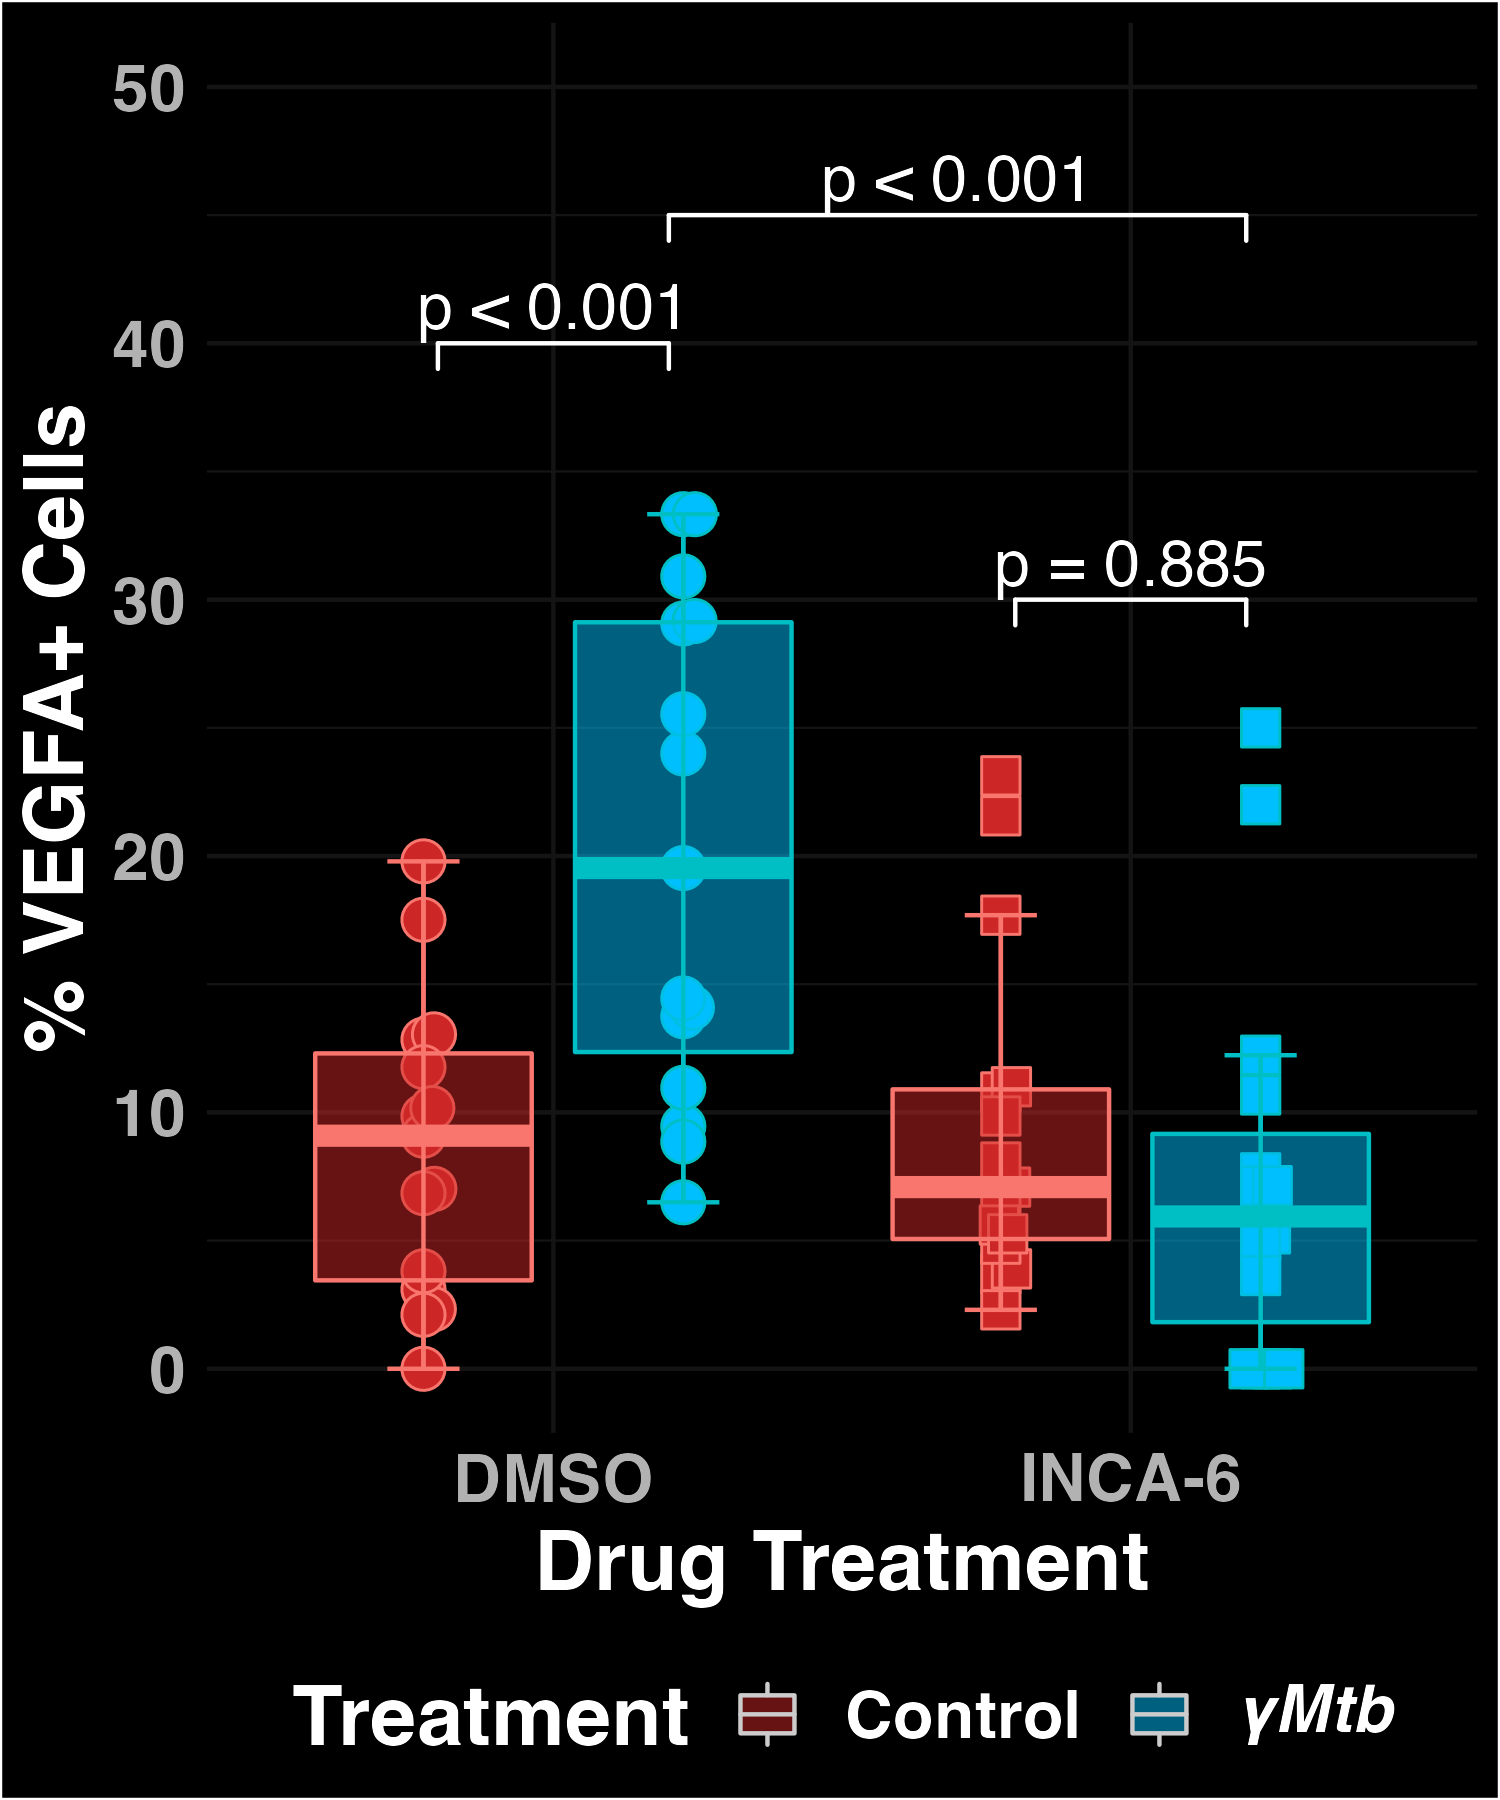 50
p < 0.001
p < 0.001
40
% VEGFA+ Cells
p = 0.885
30
20
10
0
DMSO INCA-6
Drug Treatment
Treatment Control γMtb